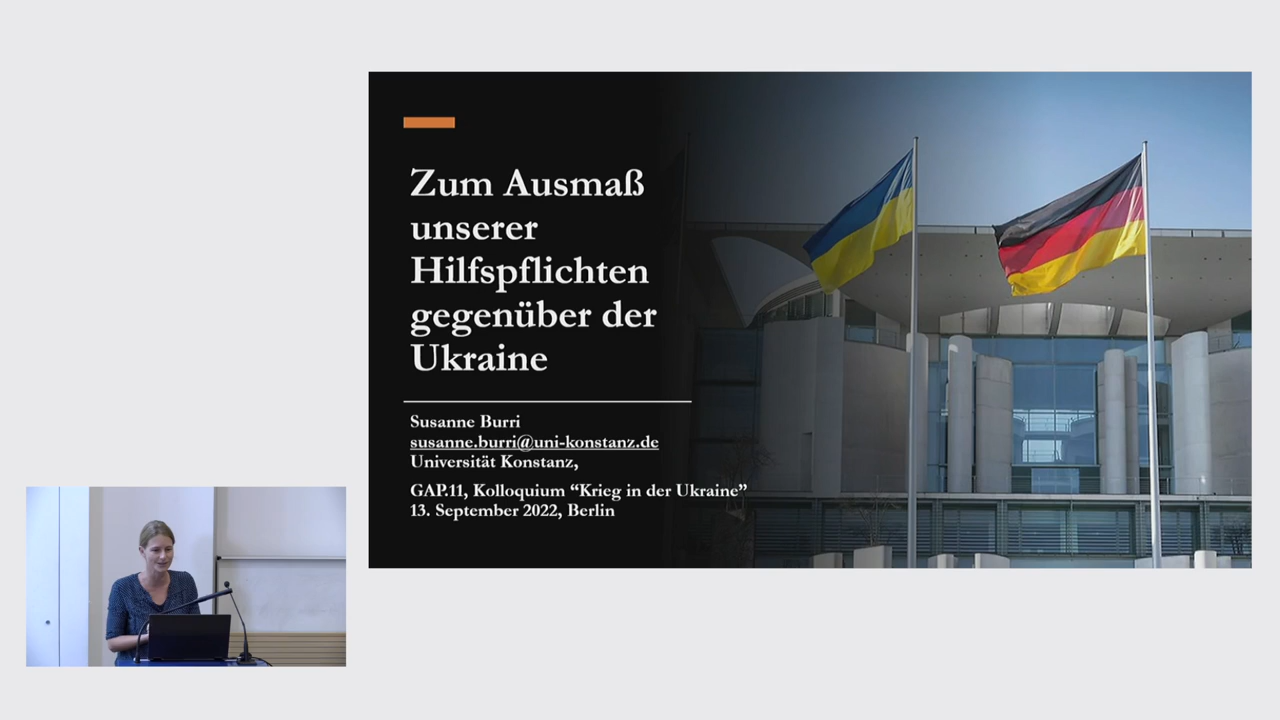 Zum Ausmaß
unserer
Hilfspflichten
gegenüber der
Ukraine
Susanne Burri
susanne.burri@uni-konstanz.de
Universität Konstanz,
GAP.11, Kolloquium “Krieg in der Ukraine”
13. September 2022, Berlin